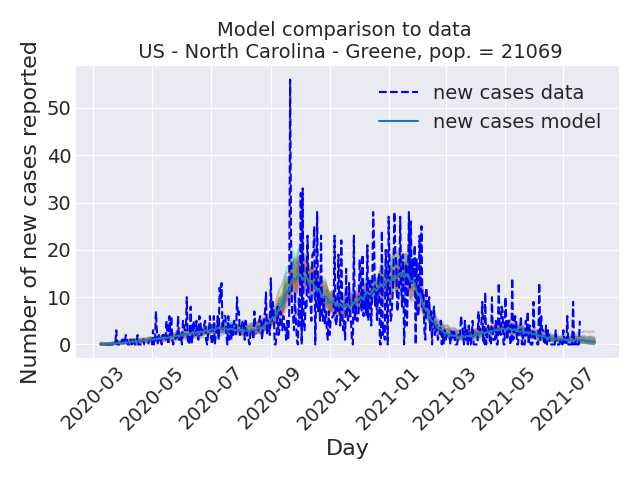 Model comparison to data
US - North Carolina - Greene, pop. = 21069
Number of new cases reported
50
40
30
20
10
0
new cases data
new cases model
2020-03
2020-05
2020-07
2020-09
2020-11
2021-01
2021-03
2021-05
2021-07
Day